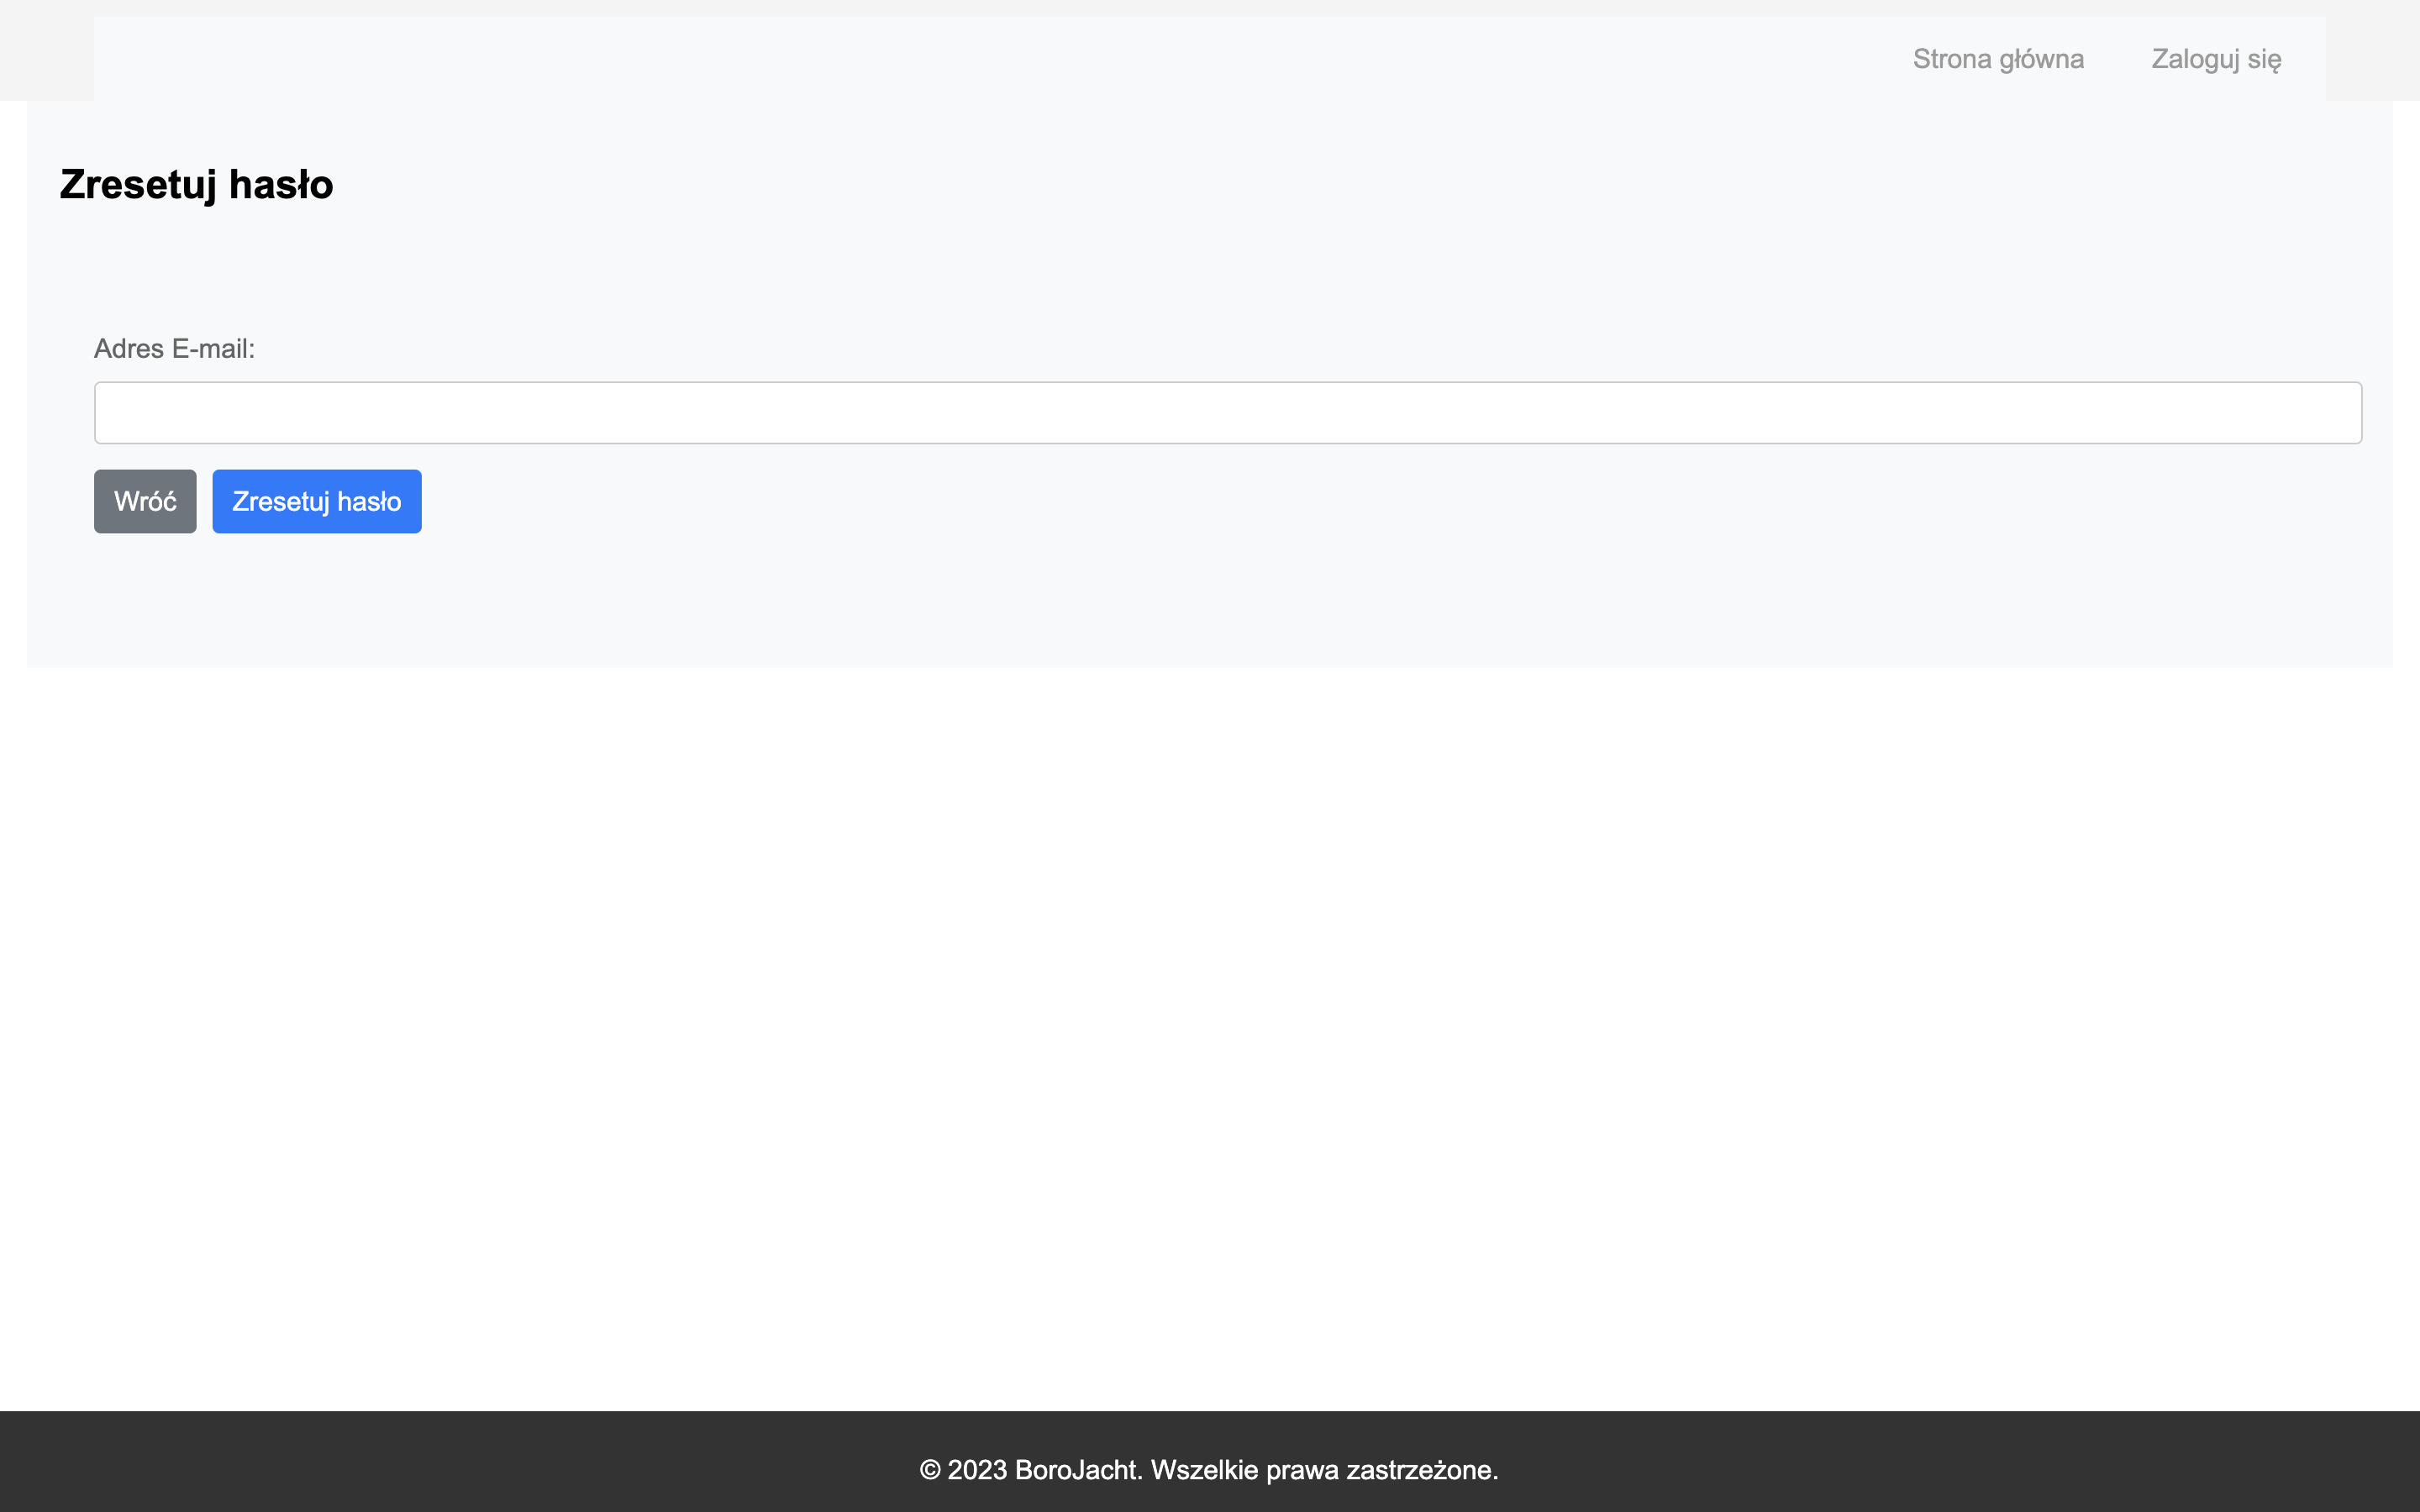 Strona główna Zaloguj się
Zresetuj hasło
Adres E-mail:
Wróć Zresetuj hasło
© 2023 BoroJacht. Wszelkie prawa zastrzeżone.